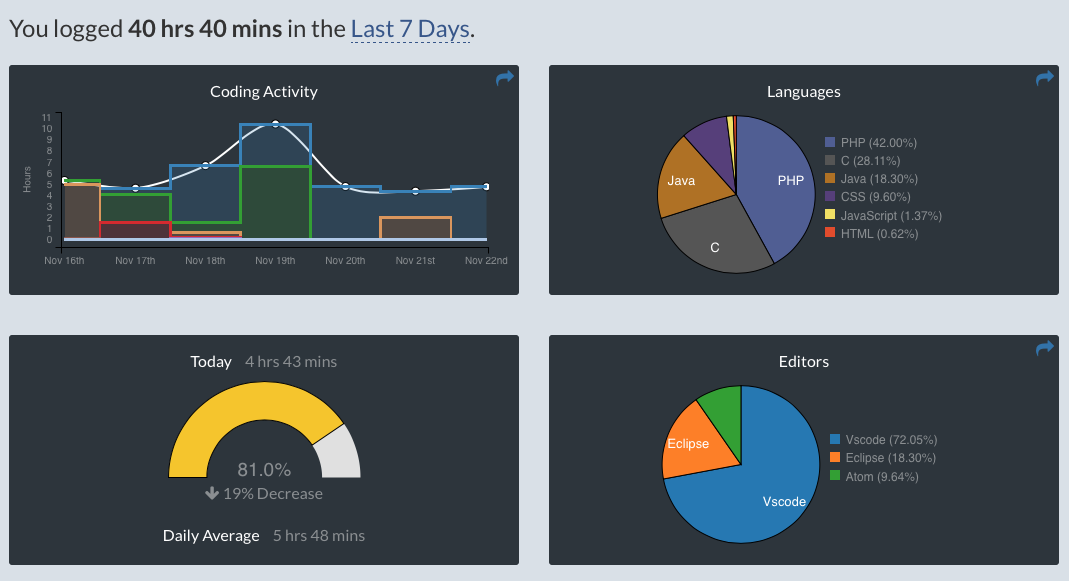 You logged 40 hrs 40 mins in the Last 7 Days.
Coding Activity
Hours
11
10
9
8
7
6
5
4
3
2
1
0
Nov 16th Nov 17th Nov 18th Nov 19th Nov 20th Nov 21st Nov 22nd
Languages
PHP
C
Java
PHP (42.00%)
C (28.11%)
Java (18.30%)
CSS (9.60%)
JavaScript (1.37%)
HTML (0.62%)
Today 4 hrs 43 mins
81.0%
19% Decrease
Daily Average 5 hrs 48 mins
Editors
Eclipse
Vscode
Vscode (72.05%)
Eclipse (18.30%)
Atom (9.64%)